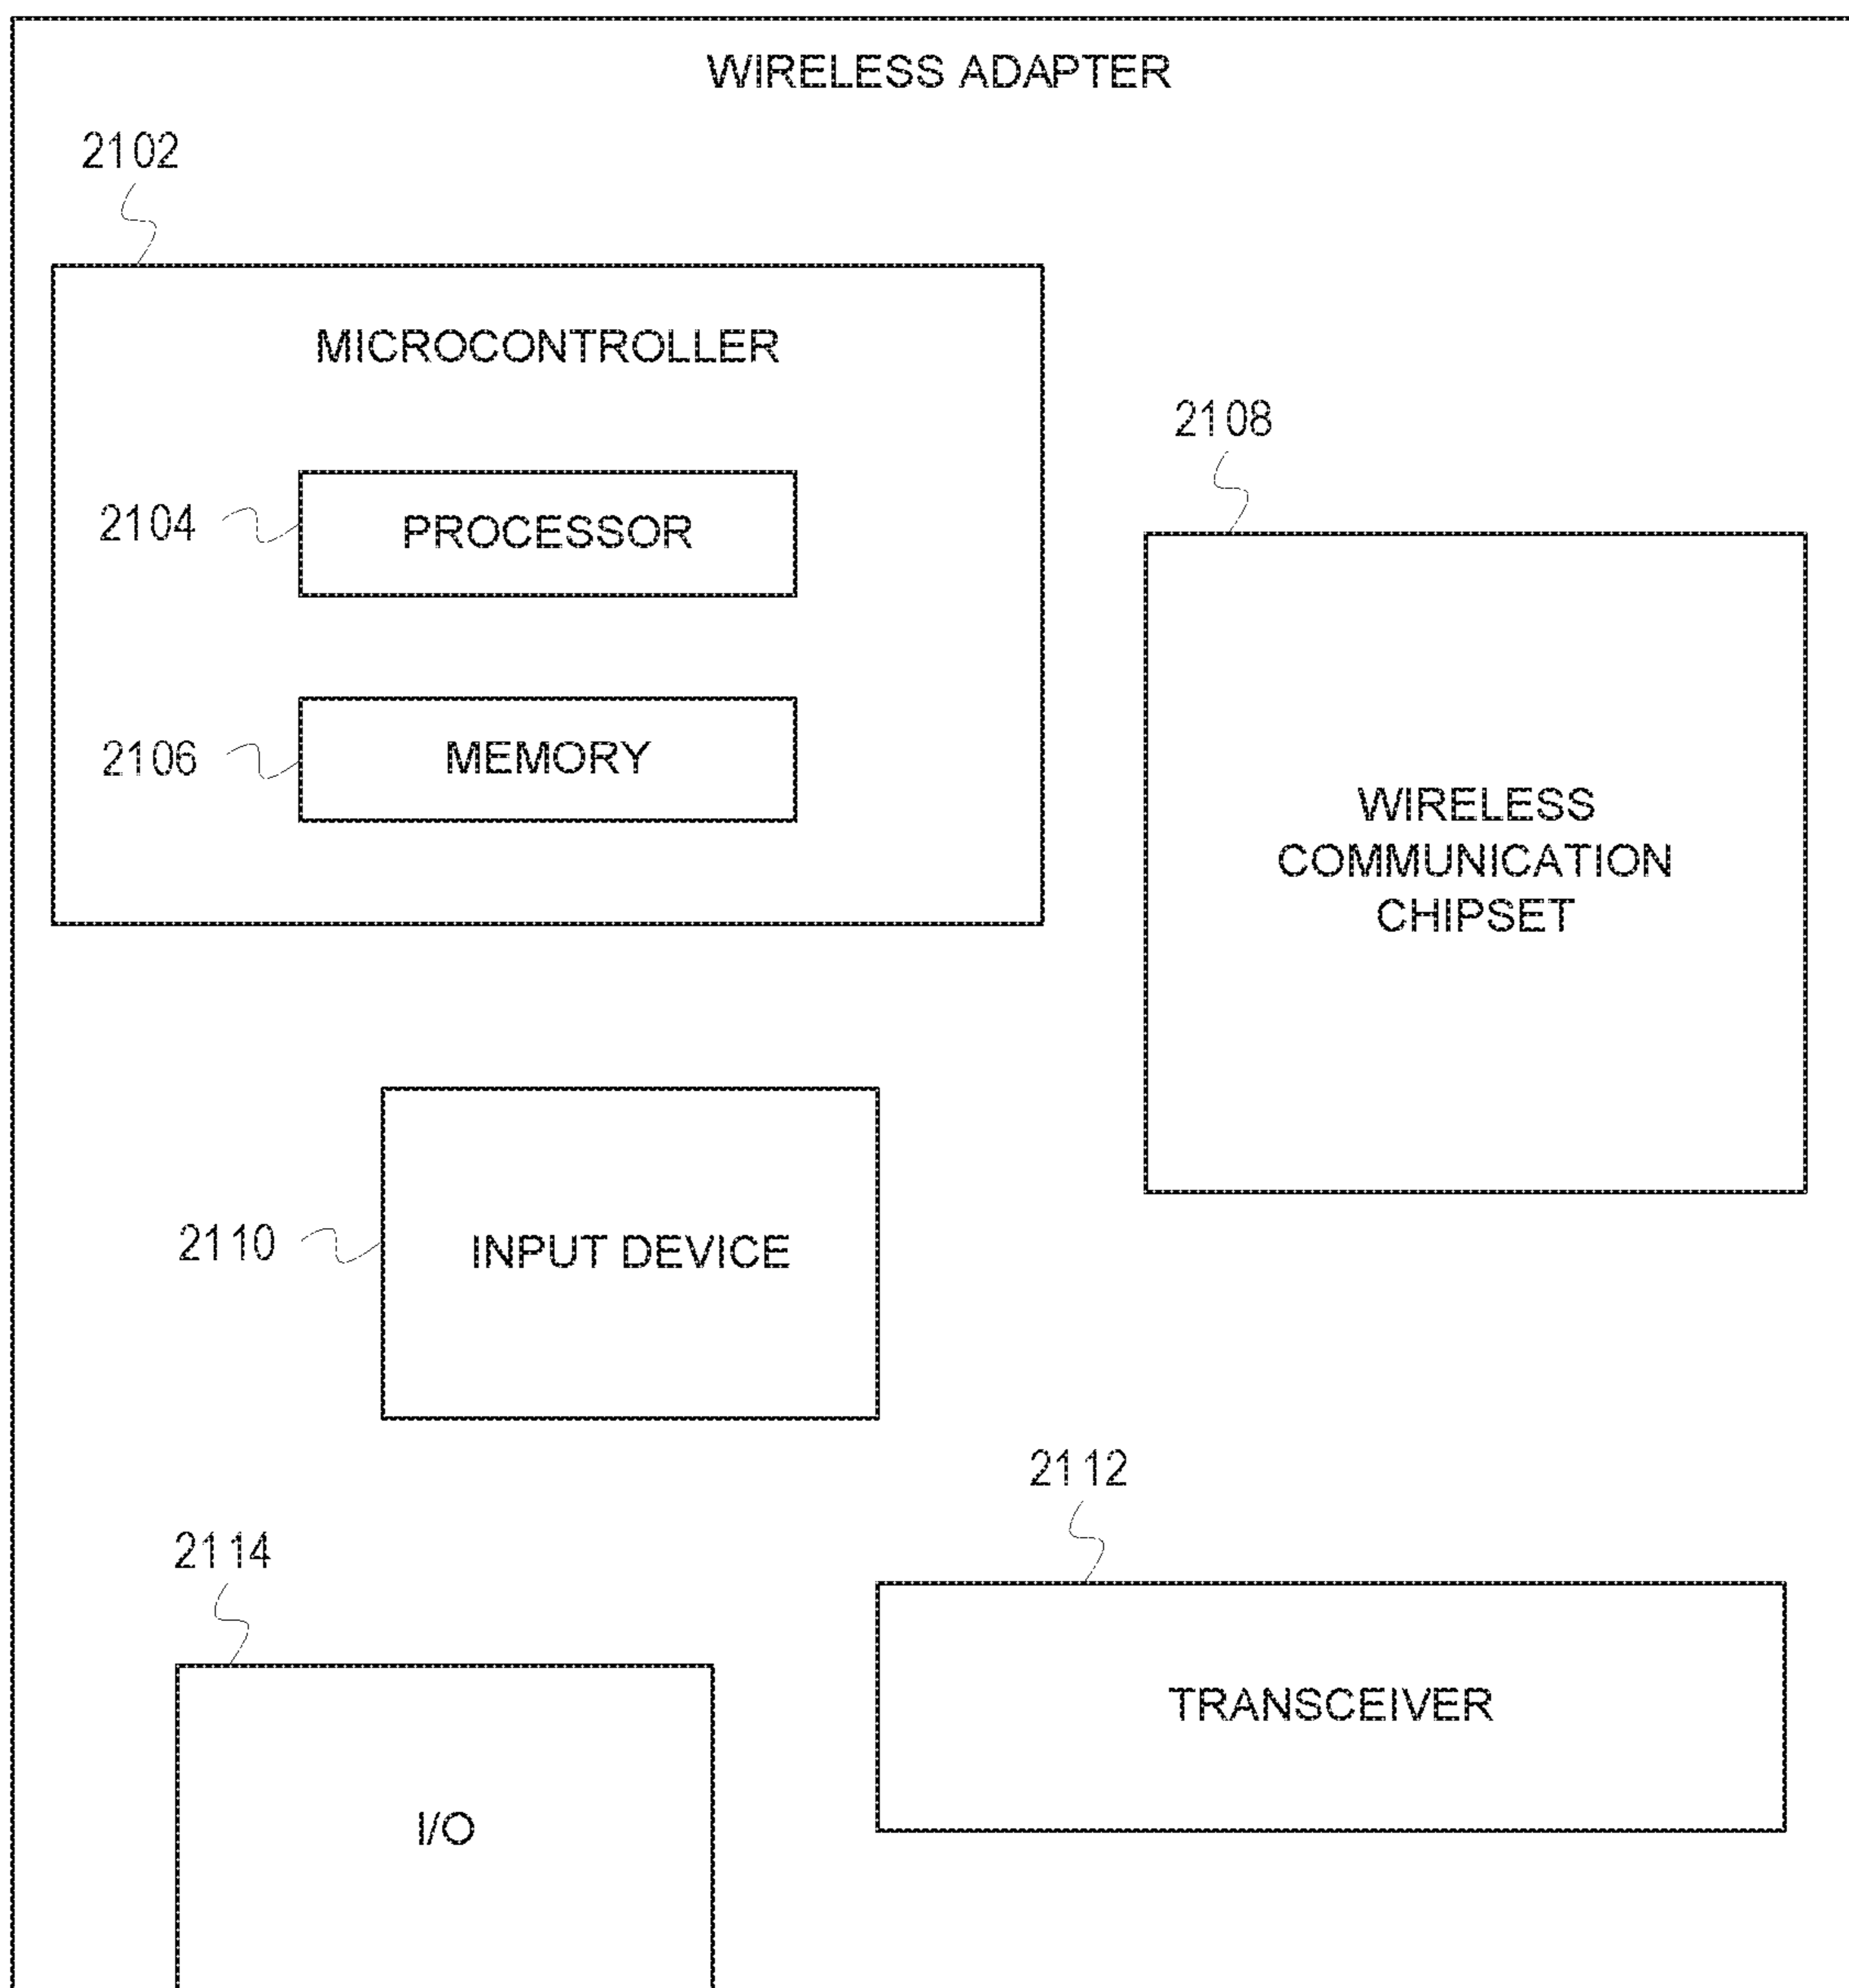 WIRELESS ADAPTER
2102
MICROCONTROLLER
2104
PROCESSOR
2106
MEMORY
2108
WIRELESS
COMMUNICATION
CHIPSET
2110
INPUT DEVICE
2112
TRANSCEIVER
2114
I/O